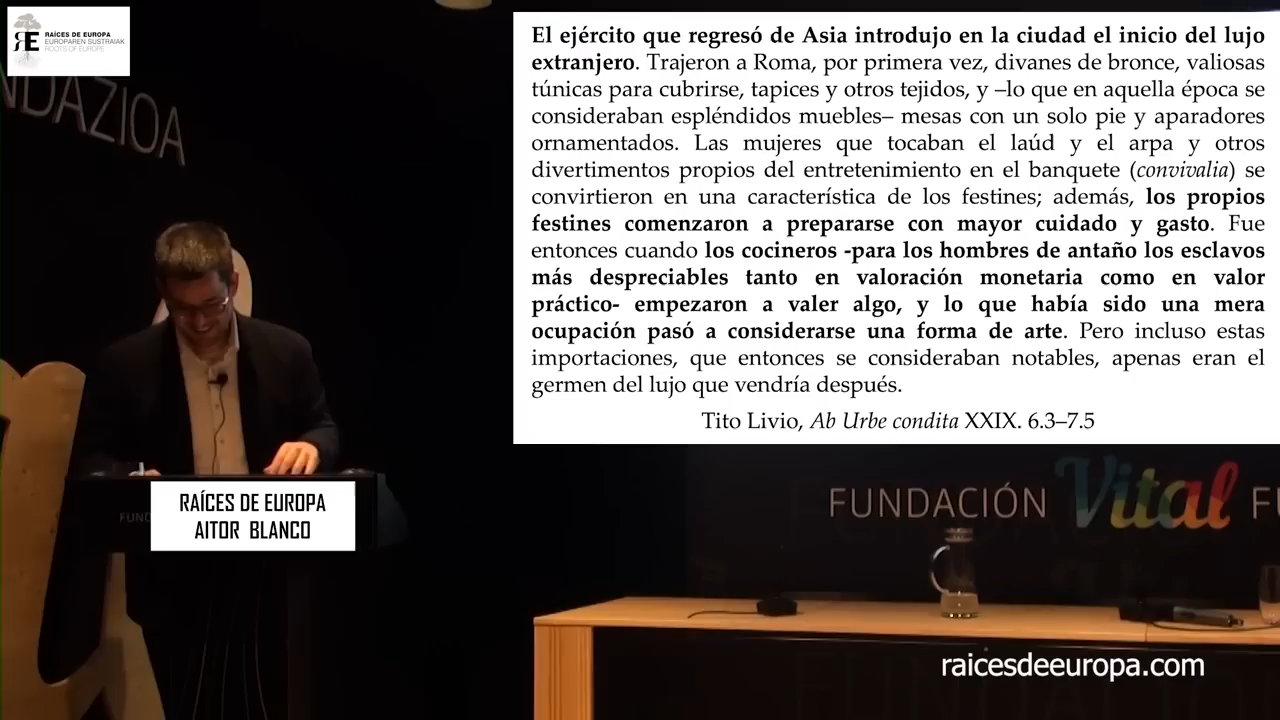 RAÍCES DE EUROPA
EUROPAREN SUSTRAIAK
ROOTS OF EUROPE
NDAZIOA
El ejército que regresó de Asia introdujo en la ciudad el inicio del lujo
extranjero. Trajeron a Roma, por primera vez, divanes de bronce, valiosas
túnicas para cubrirse, tapices y otros tejidos, y –lo que en aquella época se
consideraban espléndidos muebles– mesas con un solo pie y aparadores
ornamentados. Las mujeres que tocaban el laúd y el arpa y otros
divertimentos propios del entretenimiento en el banquete (convivalia) se
convirtieron en una característica de los festines; además, los propios
festines comenzaron a prepararse con mayor cuidado y gasto. Fue
entonces cuando los cocineros -para los hombres de antaño los esclavos
más despreciables tanto en valoración monetaria como en valor
práctico- empezaron a valer algo, y lo que había sido una mera
ocupación pasó a considerarse una forma de arte. Pero incluso estas
importaciones, que entonces se consideraban notables, apenas eran el
germen del lujo que vendría después.
Tito Livio, Ab Urbe condita XXIX. 6.3–7.5
RAÍCES DE EUROPA
AITOR BLANCO
FUND
FUNDACIÓN Vital F
raicesdeeuropa.com